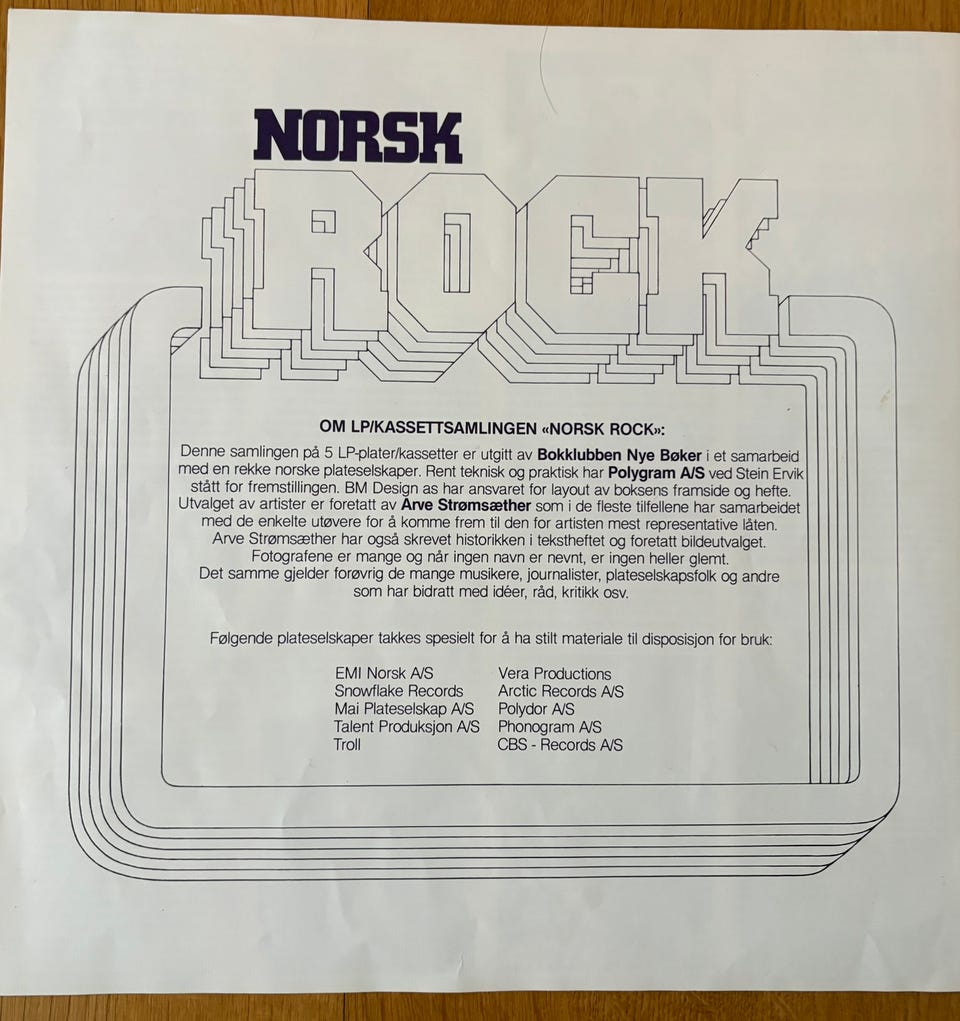 NORSK
ROCK
OM LP/KASSETTSAMLINGEN «NORSK ROCK»:
Denne samlingen på 5 LP-plater/kassetter er utgitt av Bokklubben Nye Bøker i et samarbeid
med en rekke norske plateselskaper. Rent teknisk og praktisk har Polygram A/S ved Stein Ervik
stått for fremstillingen. BM Design as har ansvaret for layout av boksens framside og hefte.
Utvalget av artister er foretatt av Arve Strømsæther som i de fleste tilfellene har samarbeidet
med de enkelte utøvere for å komme frem til den for artisten mest representative låten.
Arve Strømsæther har også skrevet historikken i tekstheftet og foretatt bildeutvalget.
Fotografene er mange og når ingen navn er nevnt, er ingen heller glemt.
Det samme gjelder forøvrig de mange musikere, journalister, plateselskapsfolk og andre
som har bidratt med idéer, råd, kritikk osv.
Følgende plateselskaper takkes spesielt for å ha stilt materiale til disposisjon for bruk:
EMI Norsk A/S
Snowflake Records
Mai Plateselskap A/S
Talent Produksjon A/S
Troll
Vera Productions
Arctic Records A/S
Polydor A/S
Phonogram A/S
CBS - Records A/S